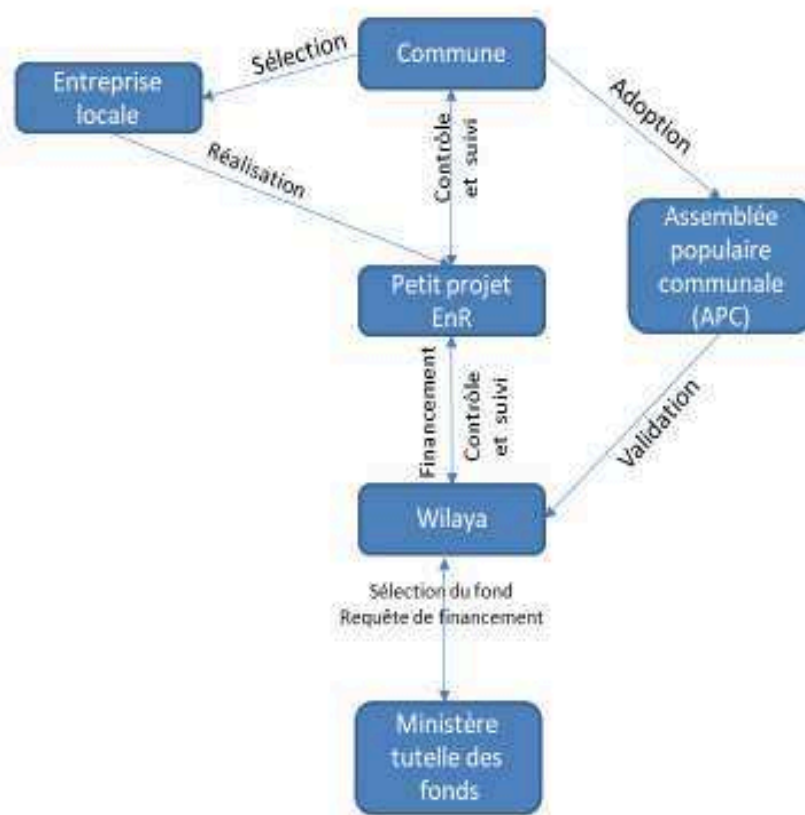 Commune
Sélection
Entreprise
locale
Adoption
Réalisation
Contrôle
et suivi
Assemblée
populaire
communale
(APC)
Petit projet
EnR
Financement
Contrôle
et suivi
Validation
Wilaya
Sélection du fond
Requête de financement
Ministère
tutelle des
fonds